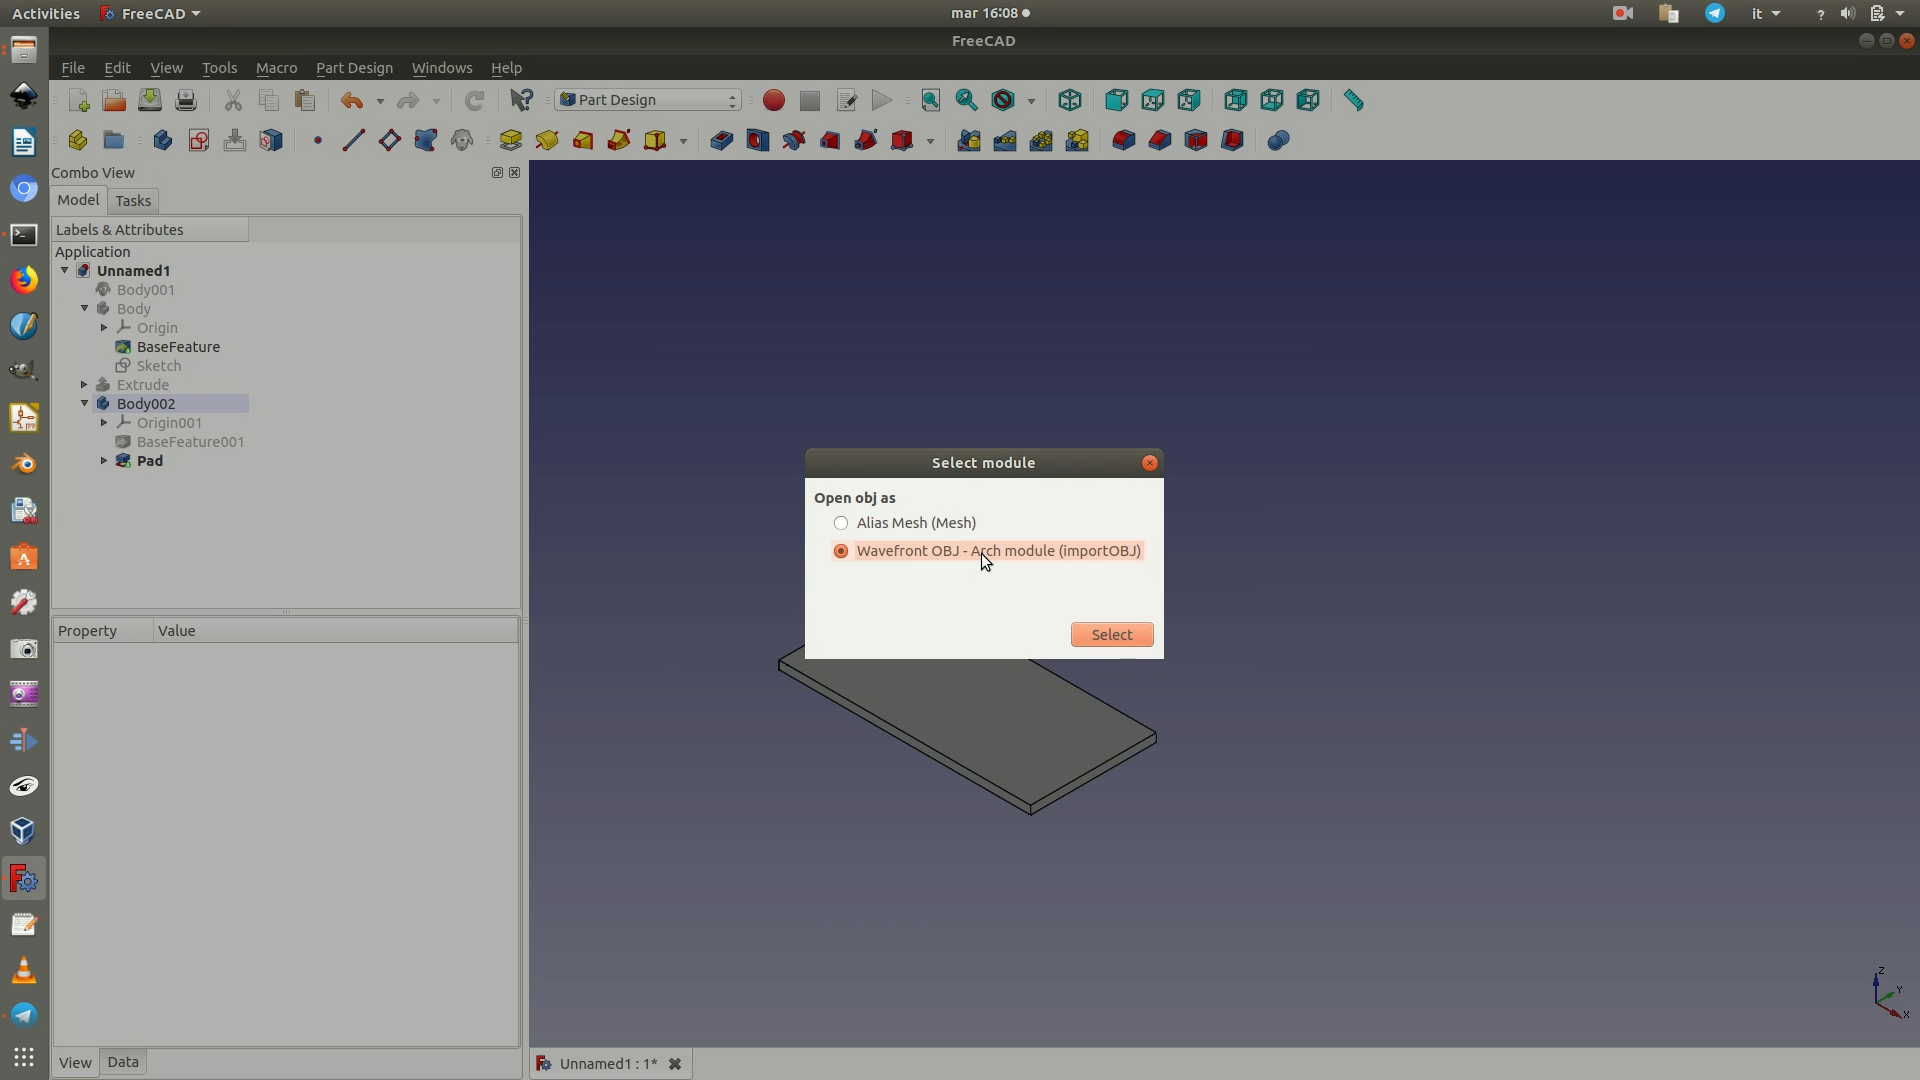 Activities FreeCAD mar 16:08 it ?
FreeCAD
File Edit View Tools Macro Part Design Windows Help
Part Design
Combo View
Model Tasks
Labels & Attributes
Application
Unnamed1
Body001
Body
Origin
BaseFeature
Sketch
Extrude
Body002
Origin001
BaseFeature001
Pad
Select module
Open obj as
Alias Mesh (Mesh)
Wavefront OBJ - Arch module (importOBJ)
Select
Property Value
Z
Y
X
View Data
Unnamed1 : 1*